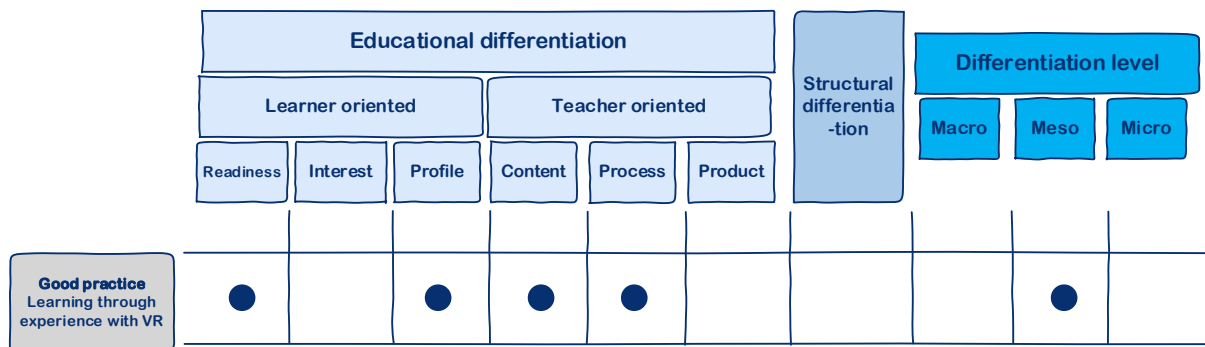 Educational differentiation
Learner oriented
Teacher oriented
Readiness
Interest
Profile
Content
Process
Product
Structural
differentia
-tion
Differentiation level
Macro
Meso
Micro
Good practice
Learning through
experience with VR